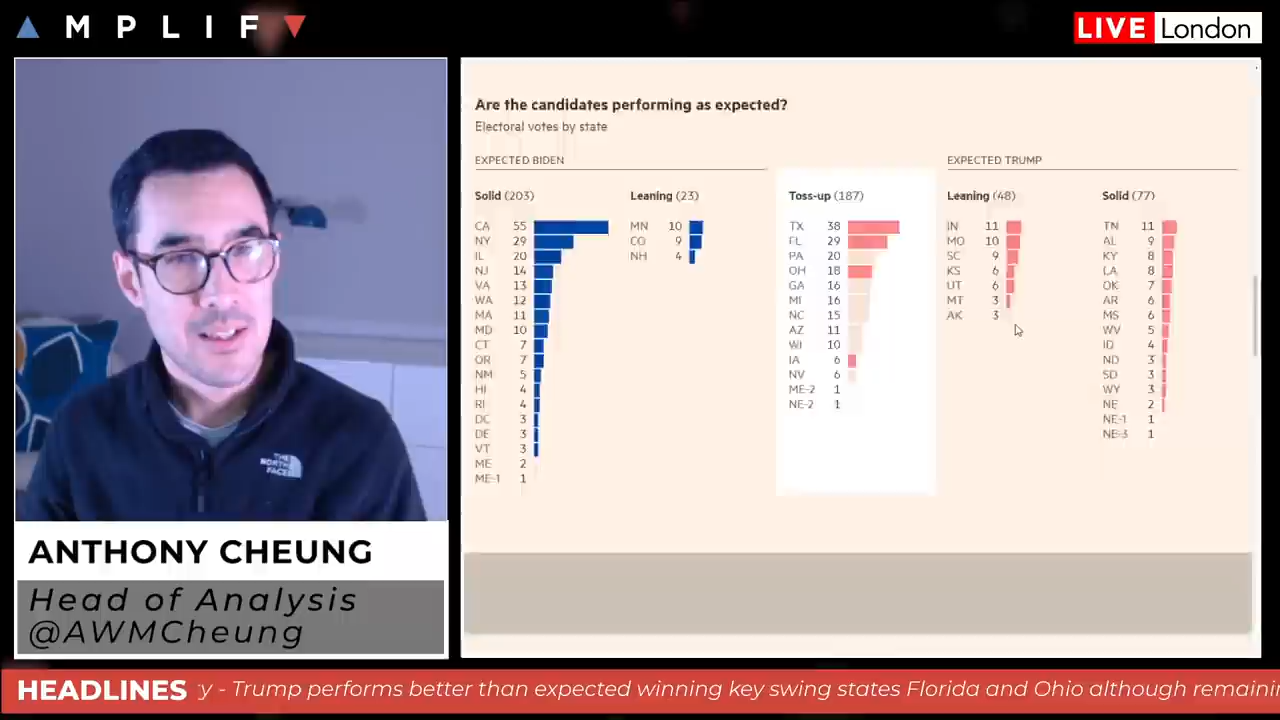 AMPLIFY
LIVE London
Are the candidates performing as expected?
Electoral votes by state
EXPECTED BIDEN
EXPECTED TRUMP
Solid (203)
Leaning (23)
Toss-up (187)
Leaning (48)
Solid (77)
CA 55
NY 29
IL 20
NJ 14
VA 13
WA 12
MA 11
MD 10
CT 7
OR 7
NM 5
HI 4
RI 4
DC 3
DE 3
VT 3
ME 2
ME-1 1
MN 10
CO 9
NH 4
TX 38
FL 29
PA 20
OH 18
GA 16
MI 16
NC 15
AZ 11
WI 10
IA 6
NV 6
ME-2 1
NE-2 1
IN 11
MO 10
SC 9
KS 6
UT 6
MT 3
AK 3
TN 11
AL 9
KY 8
LA 8
OK 7
AR 6
MS 6
WV 5
ID 4
ND 3
SD 3
WY 3
NE 2
NE-1 1
NE-3 1
THE
NORTH
FACE
ANTHONY CHEUNG
Head of Analysis
@AWMCheung
HEADLINES y - Trump performs better than expected winning key swing states Florida and Ohio although remainin